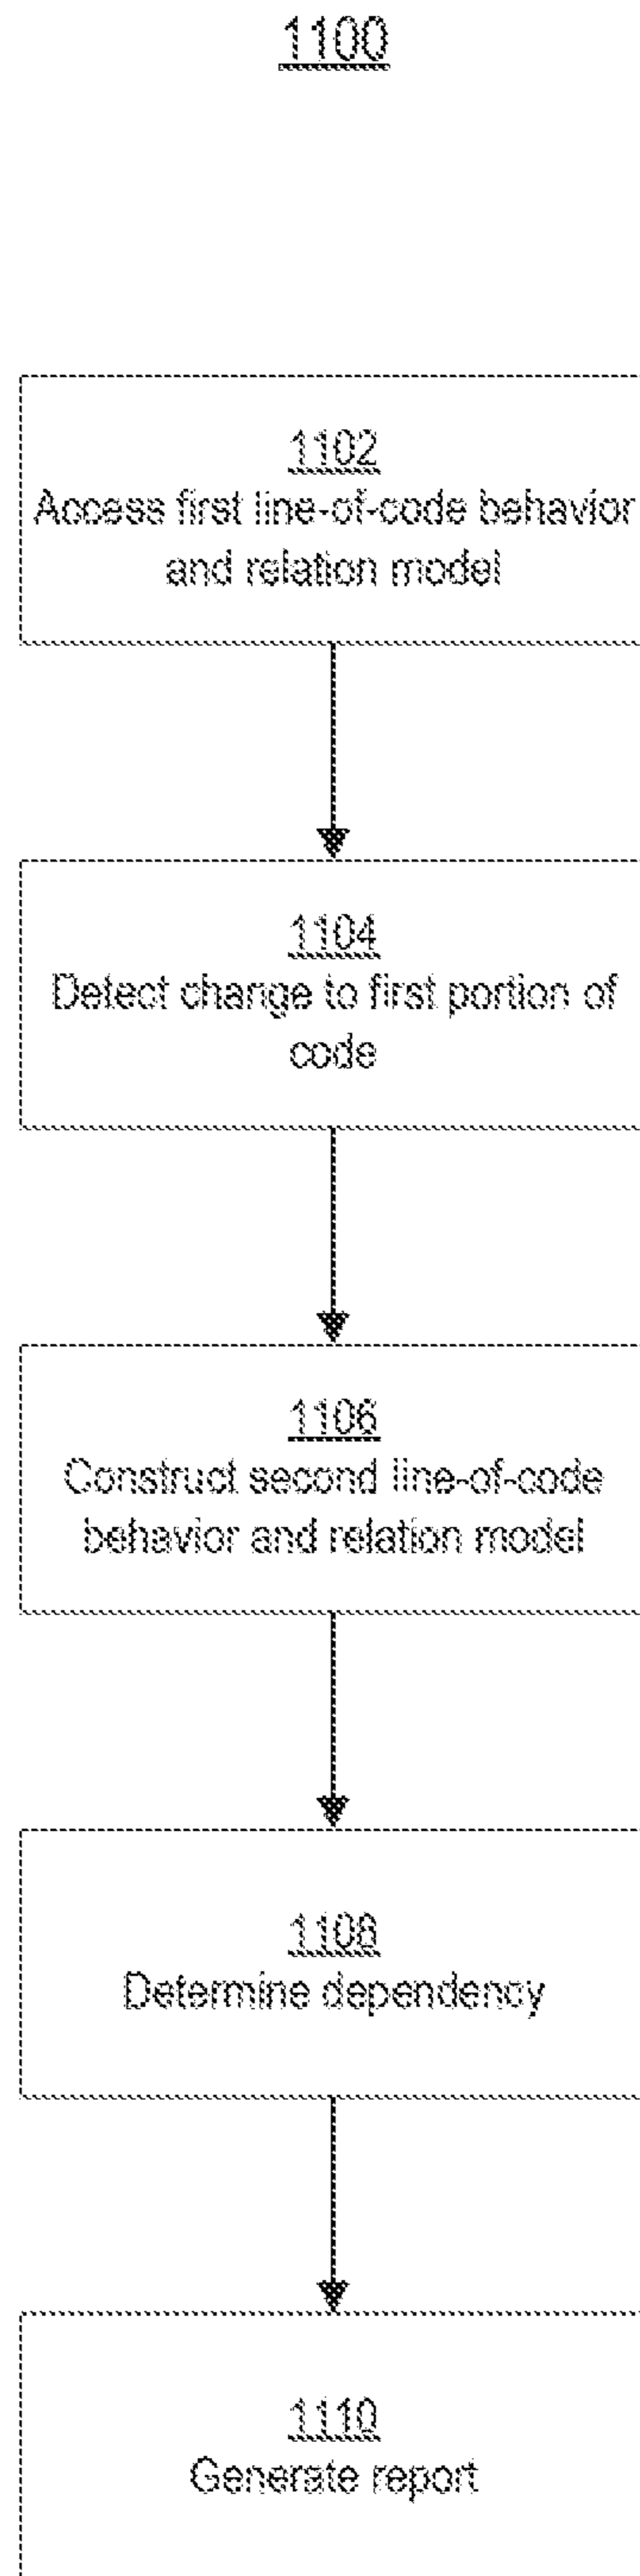 1100
1102
Access first line-of-code behavior
and relation model
1104
Detect change to first portion of
code
1106
Construct second line-of-code
behavior and relation model
1108
Determine dependency
1110
Generate report